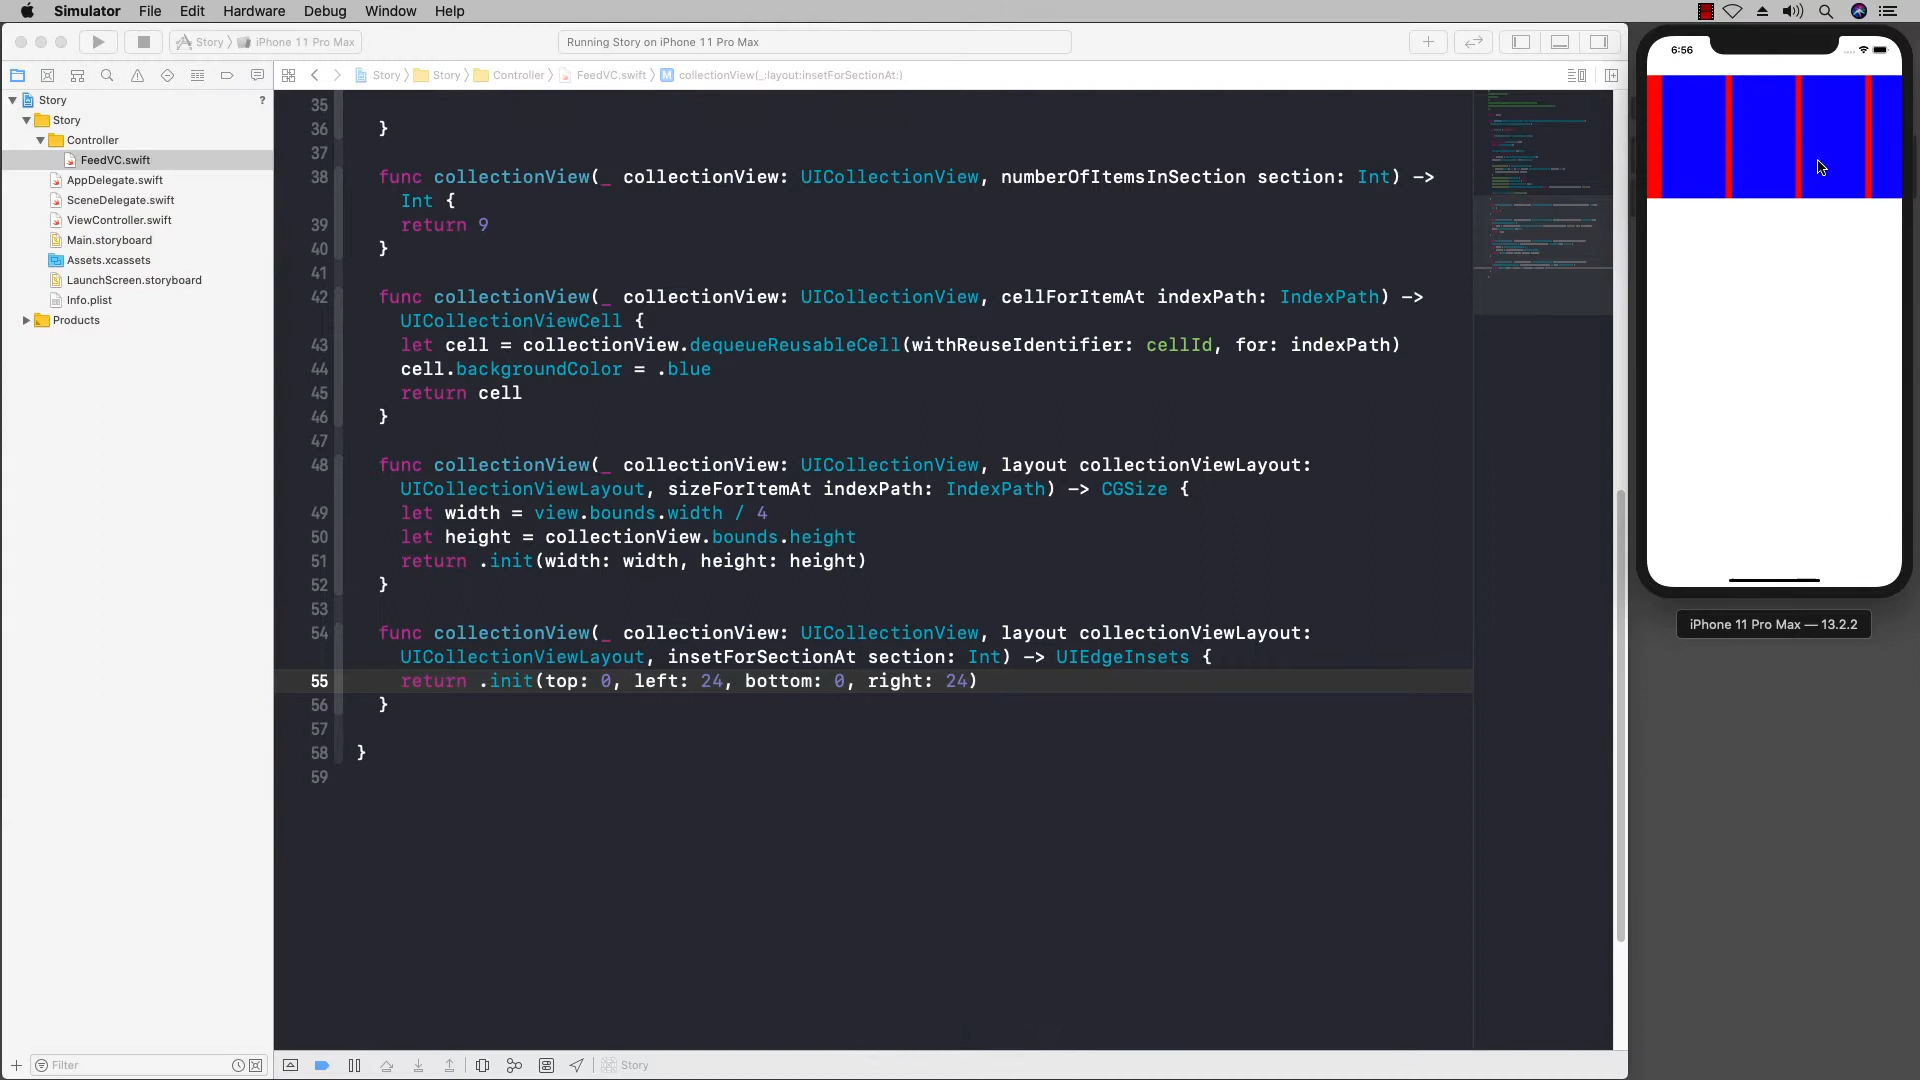 Simulator File Edit Hardware Debug Window Help
Story iPhone 11 Pro Max
Running Story on iPhone 11 Pro Max
Story Story Controller FeedVC.swift M collectionView(_:layout:insetForSectionAt:)
Story ?
Story
Controller
FeedVC.swift
AppDelegate.swift
SceneDelegate.swift
ViewController.swift
Main.storyboard
Assets.xcassets
LaunchScreen.storyboard
Info.plist
Products
Filter
35
36 }
37
38 func collectionView(_ collectionView: UICollectionView, numberOfItemsInSection section: Int) ->
Int {
39 return 9
40 }
41
42 func collectionView(_ collectionView: UICollectionView, cellForItemAt indexPath: IndexPath) ->
UICollectionViewCell {
43 let cell = collectionView.dequeueReusableCell(withReuseIdentifier: cellId, for: indexPath)
44 cell.backgroundColor = .blue
45 return cell
46 }
47
48 func collectionView(_ collectionView: UICollectionView, layout collectionViewLayout:
UICollectionViewLayout, sizeForItemAt indexPath: IndexPath) -> CGSize {
49 let width = view.bounds.width / 4
50 let height = collectionView.bounds.height
51 return .init(width: width, height: height)
52 }
53
54 func collectionView(_ collectionView: UICollectionView, layout collectionViewLayout:
UICollectionViewLayout, insetForSectionAt section: Int) -> UIEdgeInsets {
55 return .init(top: 0, left: 24, bottom: 0, right: 24)
56 }
57
58 }
59
Story
6:56
iPhone 11 Pro Max — 13.2.2